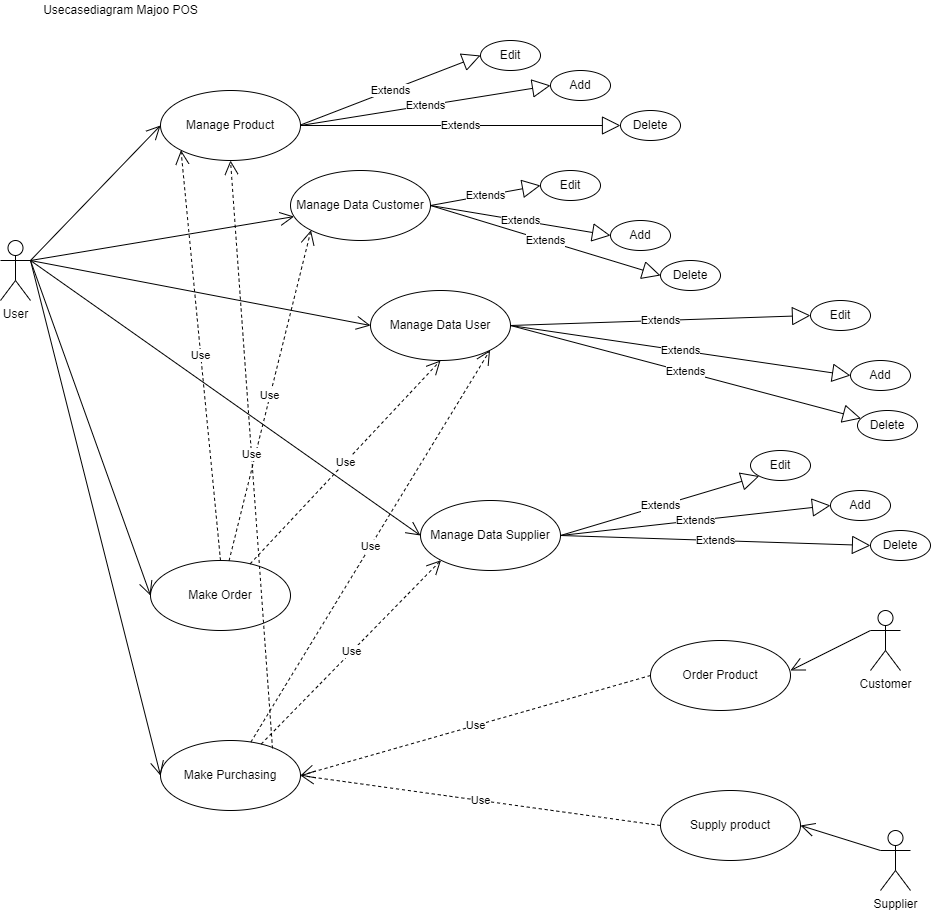 Usecasediagram Majoo POS
Edit
Extends
Add
Extends
Manage Product
Extends
Delete
Edit
Extends
Manage Data Customer
Extends
Add
Extends
Delete
User
Edit
Extends
Manage Data User
Extends
Add
Extends
Delete
Use
Use
Use
Use
Edit
Extends
Add
Extends
Manage Data Supplier
Extends
Delete
Use
Make Order
Use
Order Product
Customer
Use
Make Purchasing
Use
Supply product
Supplier